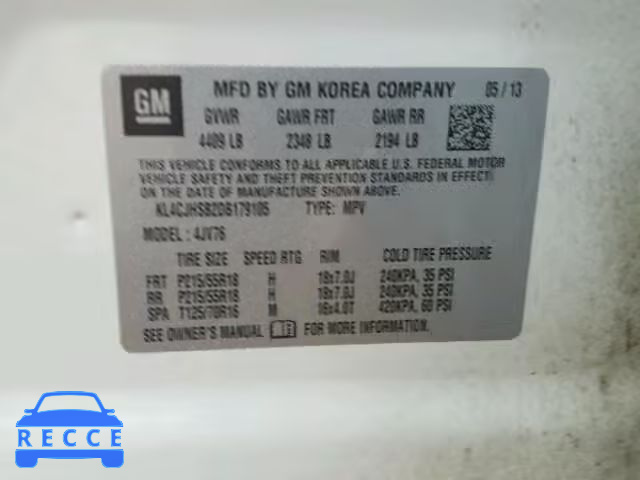 GM
MFD BY GM KOREA COMPANY 05/13
GVWR GAWR FRT GAWR RR
4409 LB 2348 LB 2194 LB
THIS VEHICLE CONFORMS TO ALL APPLICABLE U.S. FEDERAL MOTOR
VEHICLE SAFETY, BUMPER, AND THEFT PREVENTION STANDARDS
IN EFFECT ON THE DATE OF MANUFACTURE SHOWN ABOVE.
KL4CJHSB2DB179105 TYPE: MPV
MODEL: 4JV76
TIRE SIZE SPEED RTG RIM COLD TIRE PRESSURE
FRT P215/55R18 H 18x7.0J 240KPA, 35 PSI
RR P215/55R18 H 18x7.0J 240KPA, 35 PSI
SPA T125/70R16 M 16x4.0T 420KPA, 60 PSI
SEE OWNER'S MANUAL FOR MORE INFORMATION.
RECCE